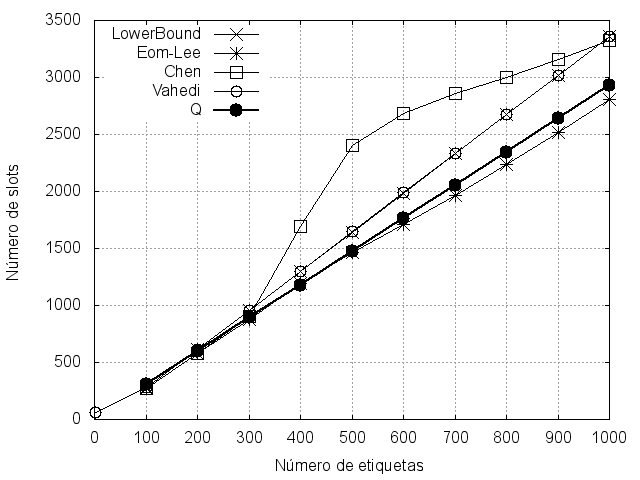 3500
3000
2500
2000
1500
1000
500
0
Número de slots
LowerBound
Eom-Lee
Chen
Vahedi
Q
0 100 200 300 400 500 600 700 800 900 1000
Número de etiquetas